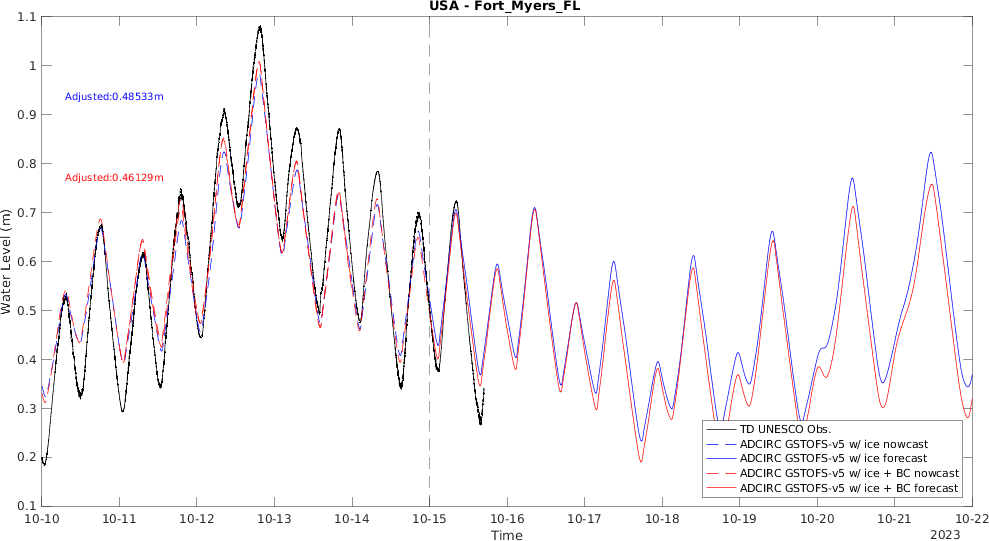 USA - Fort_Myers_FL
1.1
1
0.9
0.8
0.7
0.6
0.5
0.4
0.3
0.2
0.1
Water Level (m)
Adjusted:0.48533m
Adjusted:0.46129m
TD UNESCO Obs.
ADCIRC GSTOFS-v5 w/ ice nowcast
ADCIRC GSTOFS-v5 w/ ice forecast
ADCIRC GSTOFS-v5 w/ ice + BC nowcast
ADCIRC GSTOFS-v5 w/ ice + BC forecast
10-10 10-11 10-12 10-13 10-14 10-15 10-16 10-17 10-18 10-19 10-20 10-21 10-22
Time
2023